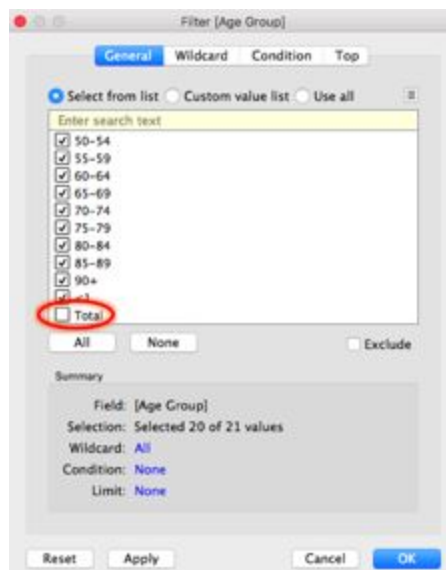 Filter [Age Group]
General Wildcard Condition Top
Select from list Custom value list Use all
Enter search text
50-54
55-59
60-64
65-69
70-74
75-79
80-84
85-89
90+
<1
Total
All None Exclude
Summary
Field: [Age Group]
Selection: Selected 20 of 21 values
Wildcard: All
Condition: None
Limit: None
Reset Apply Cancel OK